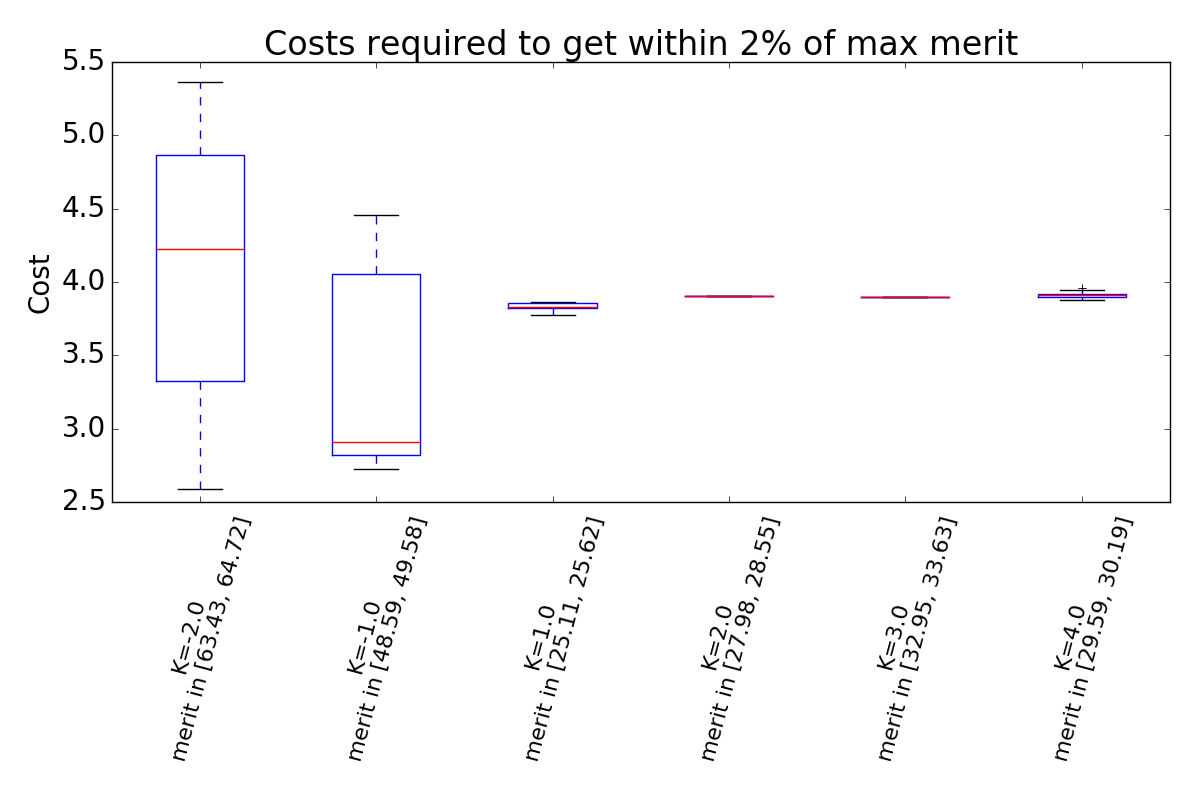 Costs required to get within 2% of max merit
Cost
5.5
5.0
4.5
4.0
3.5
3.0
2.5
K=-2.0
merit in [63.43, 64.72]
K=-1.0
merit in [48.59, 49.58]
K=1.0
merit in [25.11, 25.62]
K=2.0
merit in [27.98, 28.55]
K=3.0
merit in [32.95, 33.63]
K=4.0
merit in [29.59, 30.19]